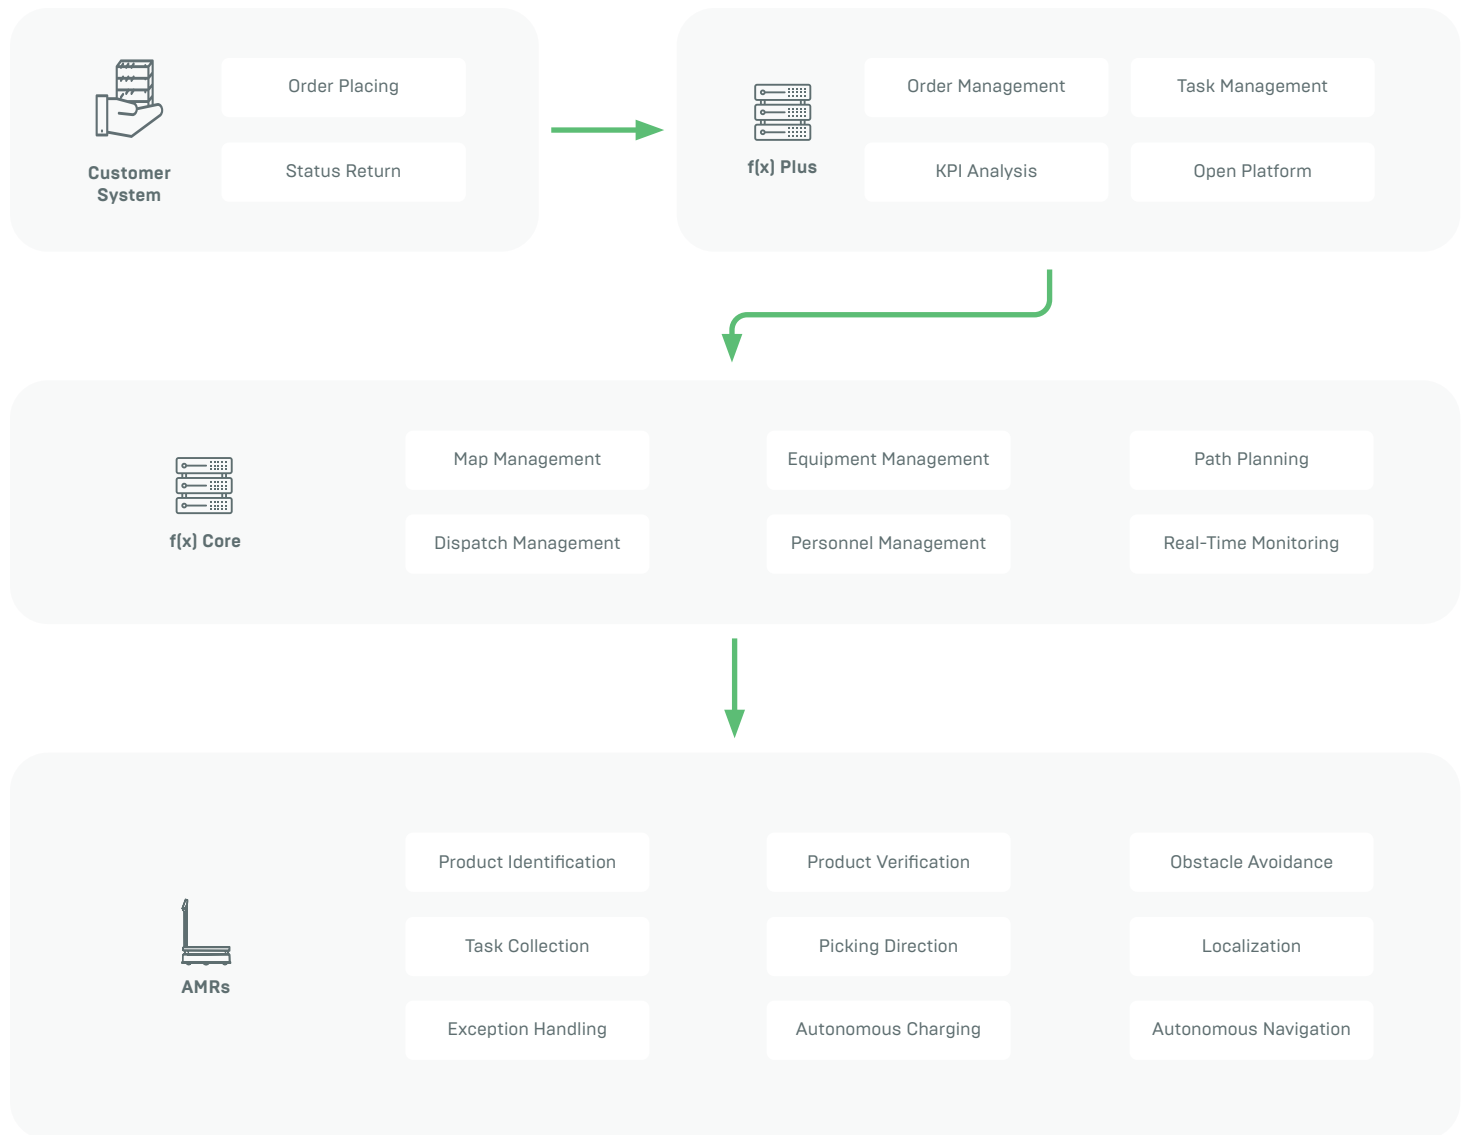 Customer
System
Order Placing
Status Return
f(x) Plus
Order Management
Task Management
KPI Analysis
Open Platform
f(x) Core
Map Management
Equipment Management
Path Planning
Dispatch Management
Personnel Management
Real-Time Monitoring
AMRs
Product Identification
Product Verification
Obstacle Avoidance
Task Collection
Picking Direction
Localization
Exception Handling
Autonomous Charging
Autonomous Navigation